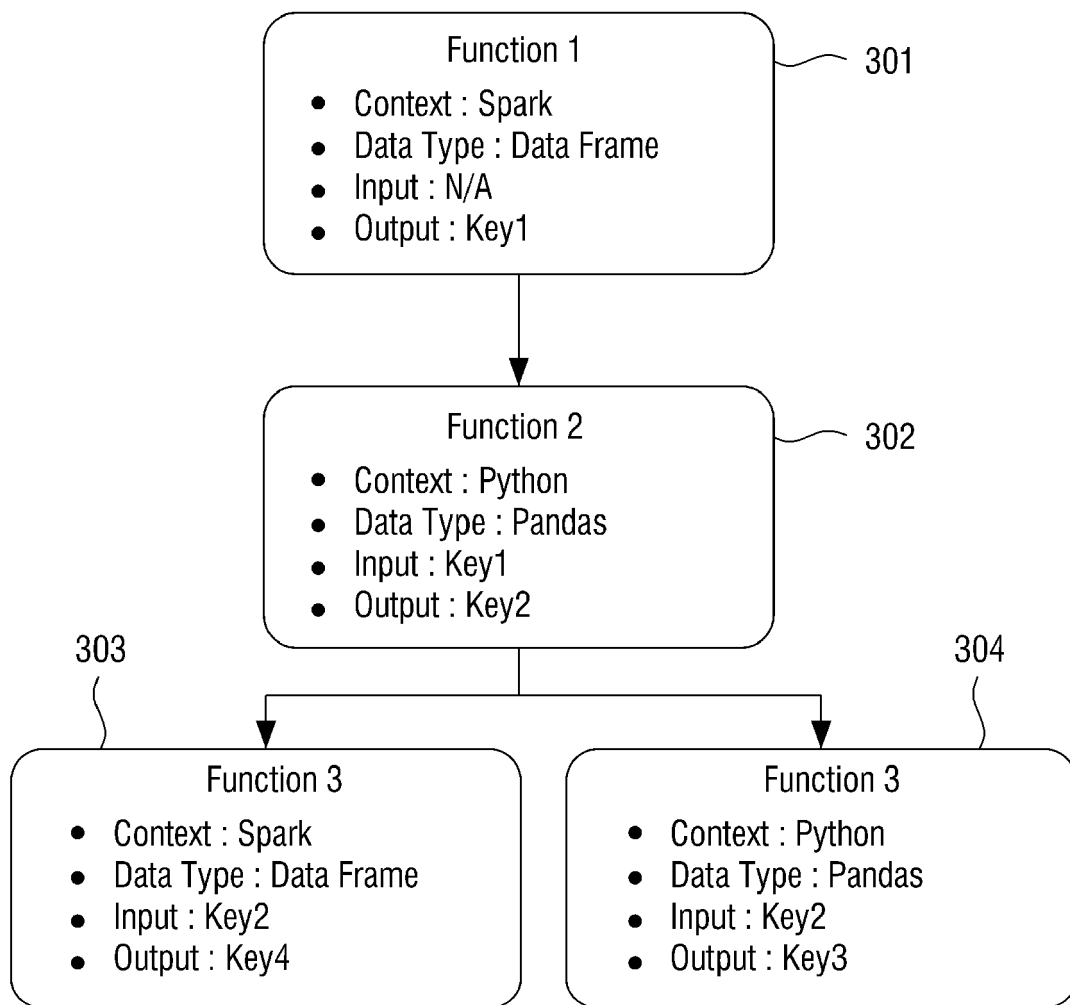 Function 1
301
• Context : Spark
• Data Type : Data Frame
• Input : N/A
• Output : Key1
Function 2
302
• Context : Python
• Data Type : Pandas
• Input : Key1
• Output : Key2
303
Function 3
• Context : Spark
• Data Type : Data Frame
• Input : Key2
• Output : Key4
304
Function 3
• Context : Python
• Data Type : Pandas
• Input : Key2
• Output : Key3